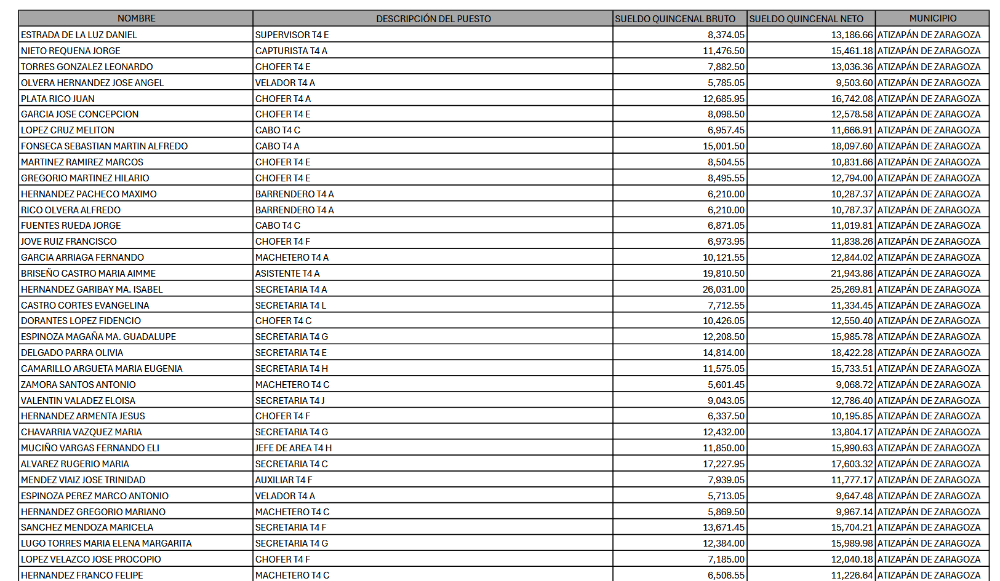 NOMBRE DESCRIPCIÓN DEL PUESTO SUELDO QUINCENAL BRUTO SUELDO QUINCENAL NETO MUNICIPIO
ESTRADA DE LA LUZ DANIEL SUPERVISOR T4 E 8,374.05 13,186.66 ATIZAPÁN DE ZARAGOZA
NIETO REQUENA JORGE CAPTURISTA T4 A 11,476.50 15,461.18 ATIZAPÁN DE ZARAGOZA
TORRES GONZALEZ LEONARDO CHOFER T4 E 7,882.50 13,036.36 ATIZAPÁN DE ZARAGOZA
OLVERA HERNANDEZ JOSE ANGEL VELADOR T4 A 5,785.05 9,503.60 ATIZAPÁN DE ZARAGOZA
PLATA RICO JUAN CHOFER T4 A 12,685.95 16,742.08 ATIZAPÁN DE ZARAGOZA
GARCIA JOSE CONCEPCION CHOFER T4 E 8,098.50 12,578.58 ATIZAPÁN DE ZARAGOZA
LOPEZ CRUZ MELITON CABO T4 C 6,957.45 11,666.91 ATIZAPÁN DE ZARAGOZA
FONSECA SEBASTIAN MARTIN ALFREDO CABO T4 A 15,001.50 18,097.60 ATIZAPÁN DE ZARAGOZA
MARTINEZ RAMIREZ MARCOS CHOFER T4 E 8,504.55 10,831.66 ATIZAPÁN DE ZARAGOZA
GREGORIO MARTINEZ HILARIO CHOFER T4 E 8,495.55 12,794.00 ATIZAPÁN DE ZARAGOZA
HERNANDEZ PACHECO MAXIMO BARRENDERO T4 A 6,210.00 10,287.37 ATIZAPÁN DE ZARAGOZA
RICO OLVERA ALFREDO BARRENDERO T4 A 6,210.00 10,787.37 ATIZAPÁN DE ZARAGOZA
FUENTES RUEDA JORGE CABO T4 C 6,871.05 11,019.81 ATIZAPÁN DE ZARAGOZA
JOVE RUIZ FRANCISCO CHOFER T4 F 6,973.95 11,838.26 ATIZAPÁN DE ZARAGOZA
GARCIA ARRIAGA FERNANDO MACHETERO T4 A 10,121.55 12,844.02 ATIZAPÁN DE ZARAGOZA
BRISEÑO CASTRO MARIA AIMME ASISTENTE T4 A 19,810.50 21,943.86 ATIZAPÁN DE ZARAGOZA
HERNANDEZ GARIBAY MA. ISABEL SECRETARIA T4 A 26,031.00 25,269.81 ATIZAPÁN DE ZARAGOZA
CASTRO CORTES EVANGELINA SECRETARIA T4 L 7,712.55 11,334.45 ATIZAPÁN DE ZARAGOZA
DORANTES LOPEZ FIDENCIO CHOFER T4 C 10,426.05 12,550.40 ATIZAPÁN DE ZARAGOZA
ESPINOZA MAGAÑA MA. GUADALUPE SECRETARIA T4 G 12,208.50 15,985.78 ATIZAPÁN DE ZARAGOZA
DELGADO PARRA OLIVIA SECRETARIA T4 E 14,814.00 18,422.28 ATIZAPÁN DE ZARAGOZA
CAMARILLO ARGUETA MARIA EUGENIA SECRETARIA T4 H 11,575.05 15,733.51 ATIZAPÁN DE ZARAGOZA
ZAMORA SANTOS ANTONIO MACHETERO T4 C 5,601.45 9,068.72 ATIZAPÁN DE ZARAGOZA
VALENTIN VALADEZ ELOISA SECRETARIA T4 J 9,043.05 12,786.40 ATIZAPÁN DE ZARAGOZA
HERNANDEZ ARMENTA JESUS CHOFER T4 F 6,337.50 10,195.85 ATIZAPÁN DE ZARAGOZA
CHAVARRIA VAZQUEZ MARIA SECRETARIA T4 G 12,432.00 13,804.17 ATIZAPÁN DE ZARAGOZA
MUCIÑO VARGAS FERNANDO ELI JEFE DE AREA T4 H 11,850.00 15,990.63 ATIZAPÁN DE ZARAGOZA
ALVAREZ RUGERIO MARIA SECRETARIA T4 C 17,227.95 17,603.32 ATIZAPÁN DE ZARAGOZA
MENDEZ VIAIZ JOSE TRINIDAD AUXILIAR T4 F 7,939.05 11,777.17 ATIZAPÁN DE ZARAGOZA
ESPINOZA PEREZ MARCO ANTONIO VELADOR T4 A 5,713.05 9,647.48 ATIZAPÁN DE ZARAGOZA
HERNANDEZ GREGORIO MARIANO MACHETERO T4 C 5,869.50 9,967.14 ATIZAPÁN DE ZARAGOZA
SANCHEZ MENDOZA MARICELA SECRETARIA T4 F 13,671.45 15,704.21 ATIZAPÁN DE ZARAGOZA
LUGO TORRES MARIA ELENA MARGARITA SECRETARIA T4 G 12,384.00 15,989.98 ATIZAPÁN DE ZARAGOZA
LOPEZ VELAZCO JOSE PROCOPIO CHOFER T4 F 7,185.00 12,040.18 ATIZAPÁN DE ZARAGOZA
HERNANDEZ FRANCO FELIPE MACHETERO T4 C 6,506.55 11,226.64 ATIZAPÁN DE ZARAGOZA